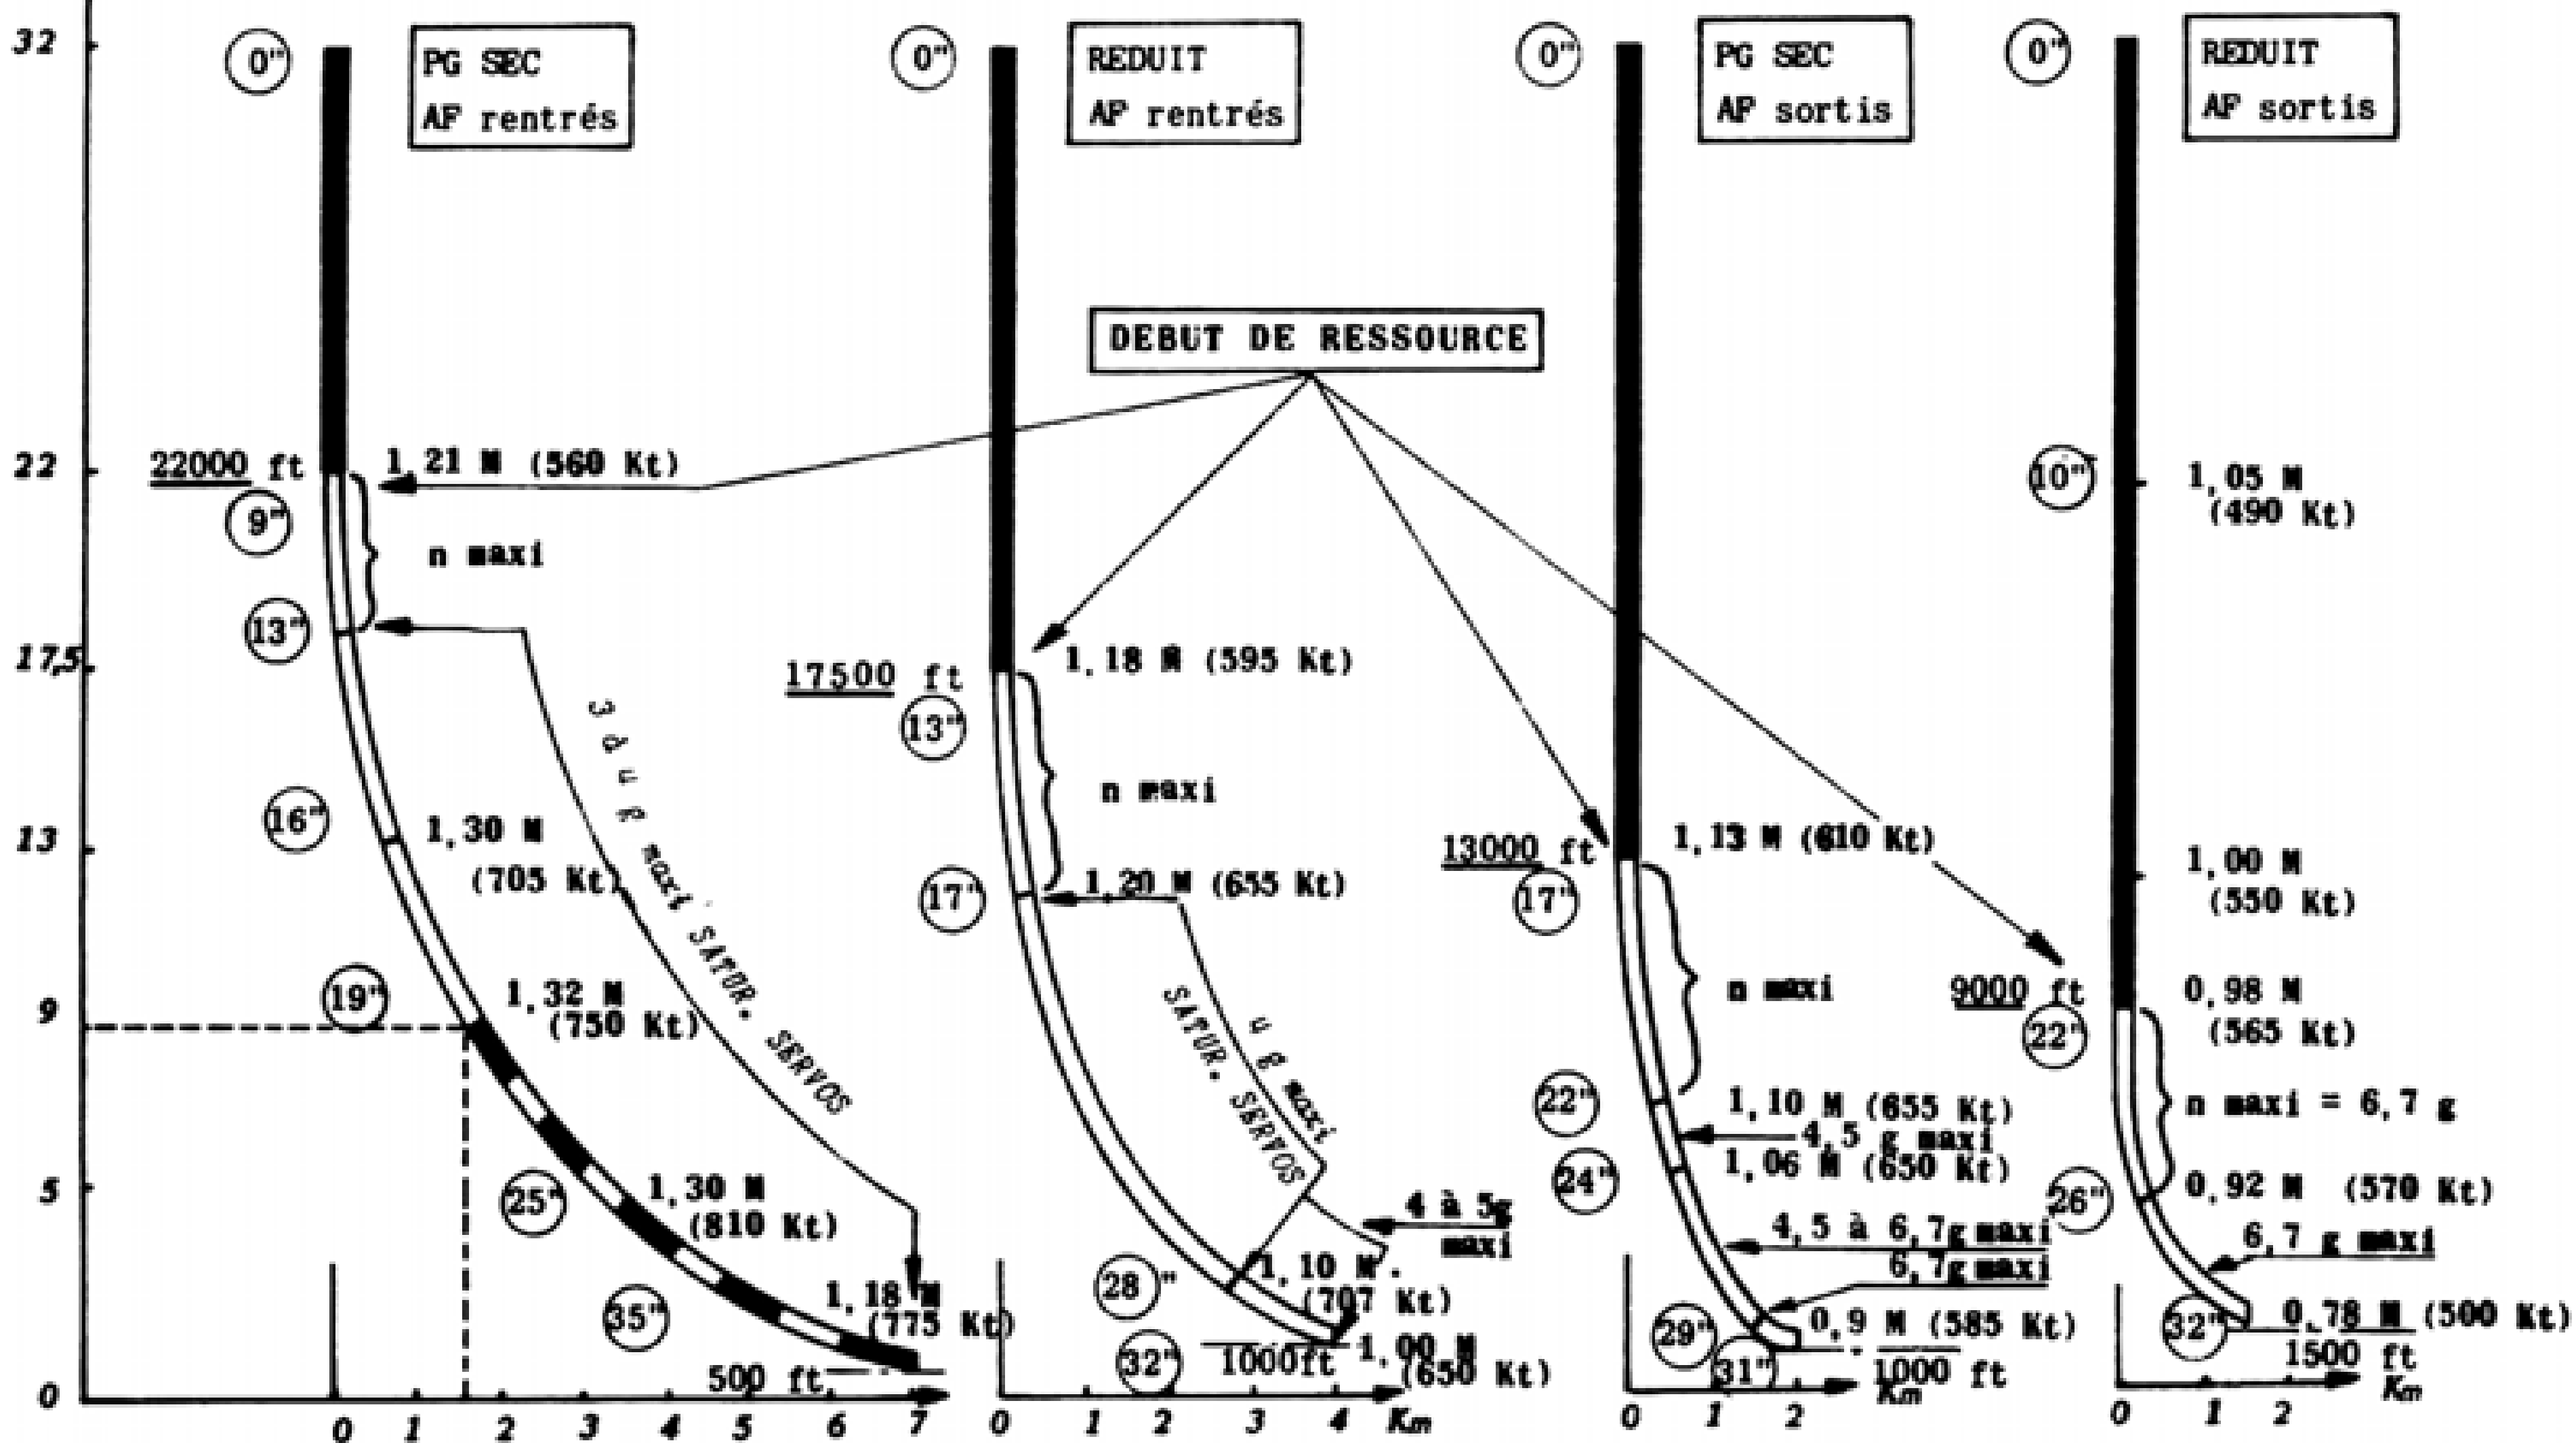 32
22
17,5
13
9
5
0
0"
PG SEC
AF rentrés
22000 ft
1,21 M (560 Kt)
9"
n maxi
13"
3 à
maxi SATUR. SERVOS
16"
1,30 M
(705 Kt)
19"
1,32 M
(750 Kt)
25"
1,30 M
(810 Kt)
35"
1,18 M
(775 Kt)
500 ft
0 1 2 3 4 5 6 7
0"
REDUIT
AF rentrés
DEBUT DE RESSOURCE
17500 ft
1,18 M (595 Kt)
13"
n maxi
17"
1,20 M (655 Kt)
g maxi
SATUR. SERVOS
4 à 5g
maxi
28"
1,10 M
(707 Kt)
32"
1000ft
1,00 M
(650 Kt)
0 1 2 3 4 Km
0"
PG SEC
AF sortis
13000 ft
1,13 M (610 Kt)
17"
n maxi
22"
1,10 M (655 Kt)
4,5 g maxi
24"
1,06 M (650 Kt)
4,5 à 6,7g maxi
6,7g maxi
29"
0,9 M (585 Kt)
31"
1000 ft
Km
0 1 2
0"
REDUIT
AF sortis
10"
1,05 M
(490 Kt)
1,00 M
(550 Kt)
9000 ft
0,98 M
22"
(565 Kt)
n maxi = 6,7 g
26"
0,92 M (570 Kt)
6,7 g maxi
32"
0,78 M (500 Kt)
1500 ft
Km
0 1 2